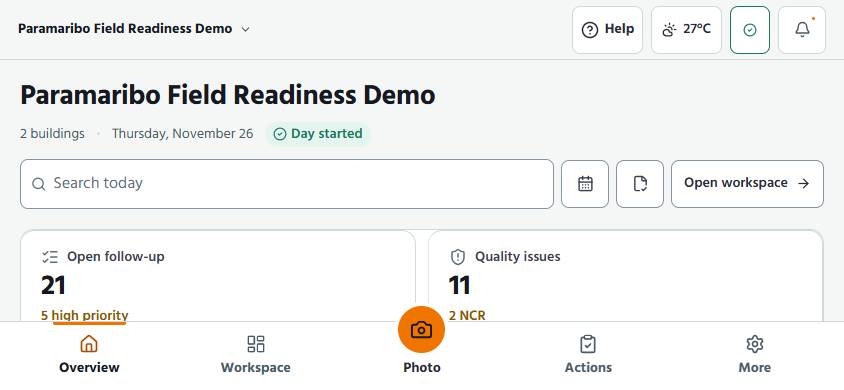 Paramaribo Field Readiness Demo
Help
27°C
Paramaribo Field Readiness Demo
2 buildings · Thursday, November 26 Day started
Search today
Open workspace
Open follow-up
21
5 high priority
Quality issues
11
2 NCR
Overview
Workspace
Photo
Actions
More